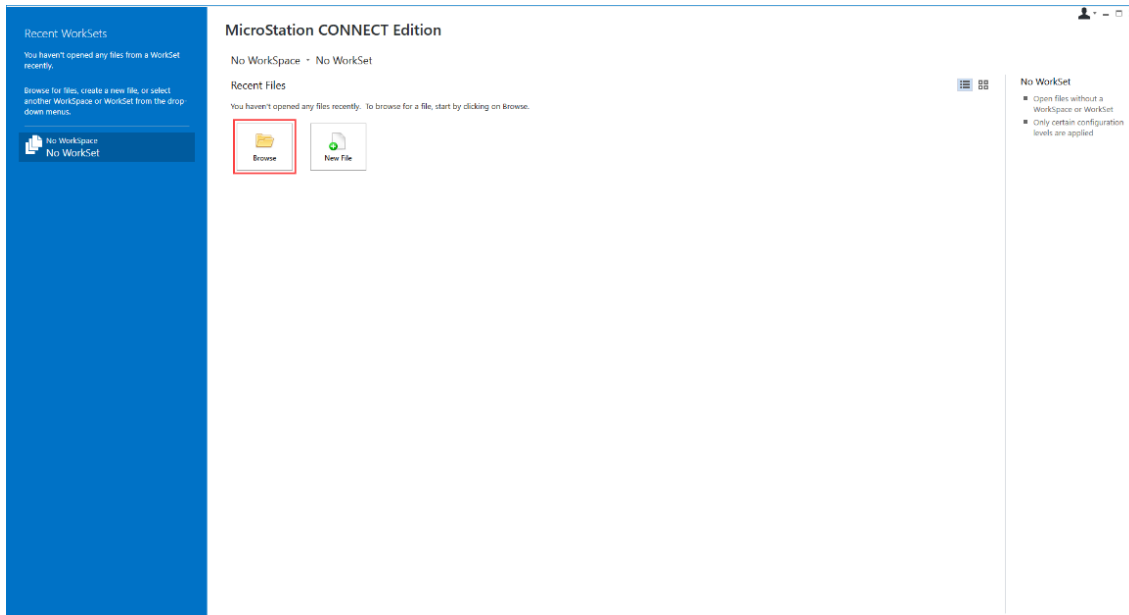 Recent WorkSets
You haven't opened any files from a WorkSet
recently.
Browse for files, create a new file, or select
another WorkSpace or WorkSet from the drop-
down menus.
No WorkSpace
No WorkSet
MicroStation CONNECT Edition
No WorkSpace - No WorkSet
Recent Files
You haven't opened any files recently. To browse for a file, start by clicking on Browse.
Browse
New File
No WorkSet
Open files without a
WorkSpace or WorkSet
Only certain configuration
levels are applied